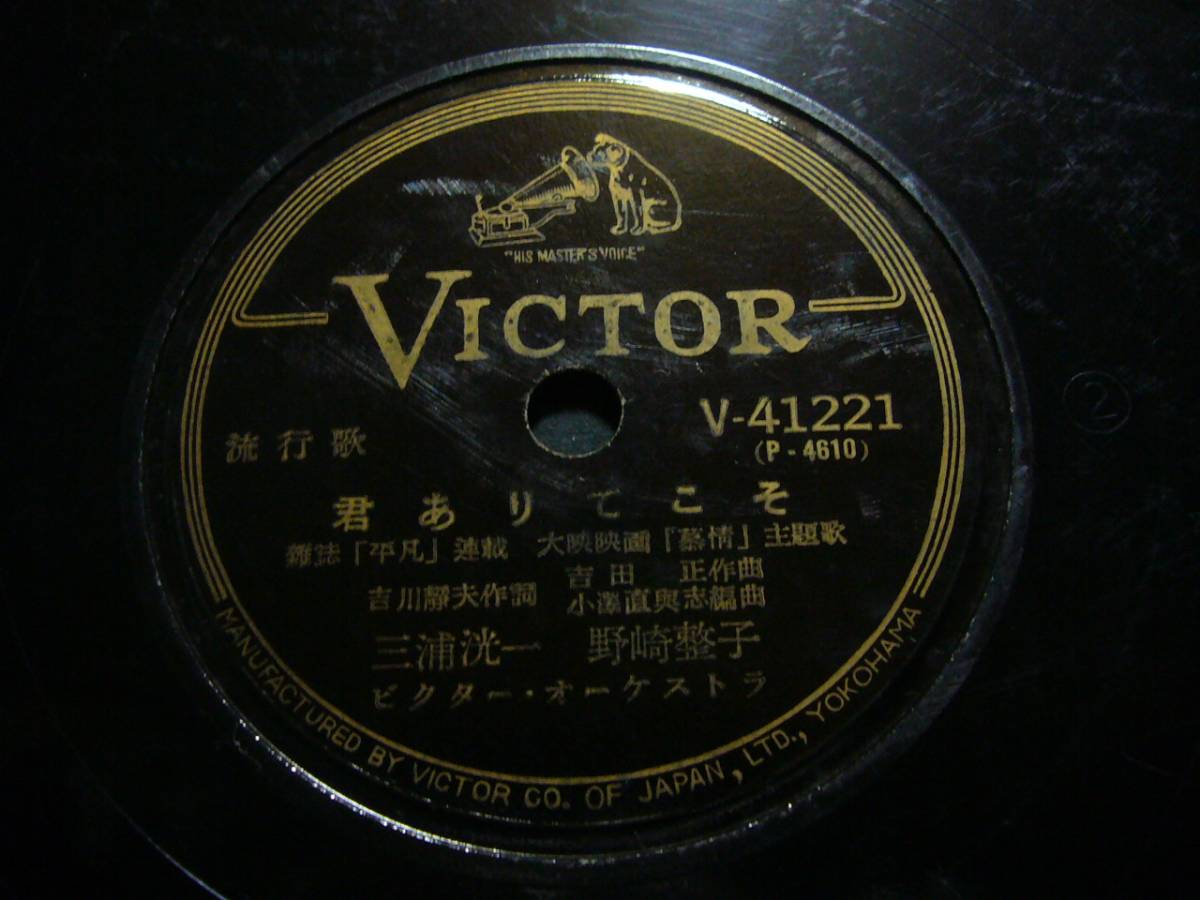 "HIS MASTER'S VOICE"
VICTOR
V-41221
(P-4610)
流行歌
君ありてこそ
雑誌「平凡」連載 大映映画『慕情』主題歌
吉川靜夫作詞 吉田正作曲
小澤直與志編曲
三浦洸一 野崎整子
ビクター・オーケストラ
MANUFACTURED BY VICTOR CO. OF JAPAN, LTD., YOKOHAMA
②